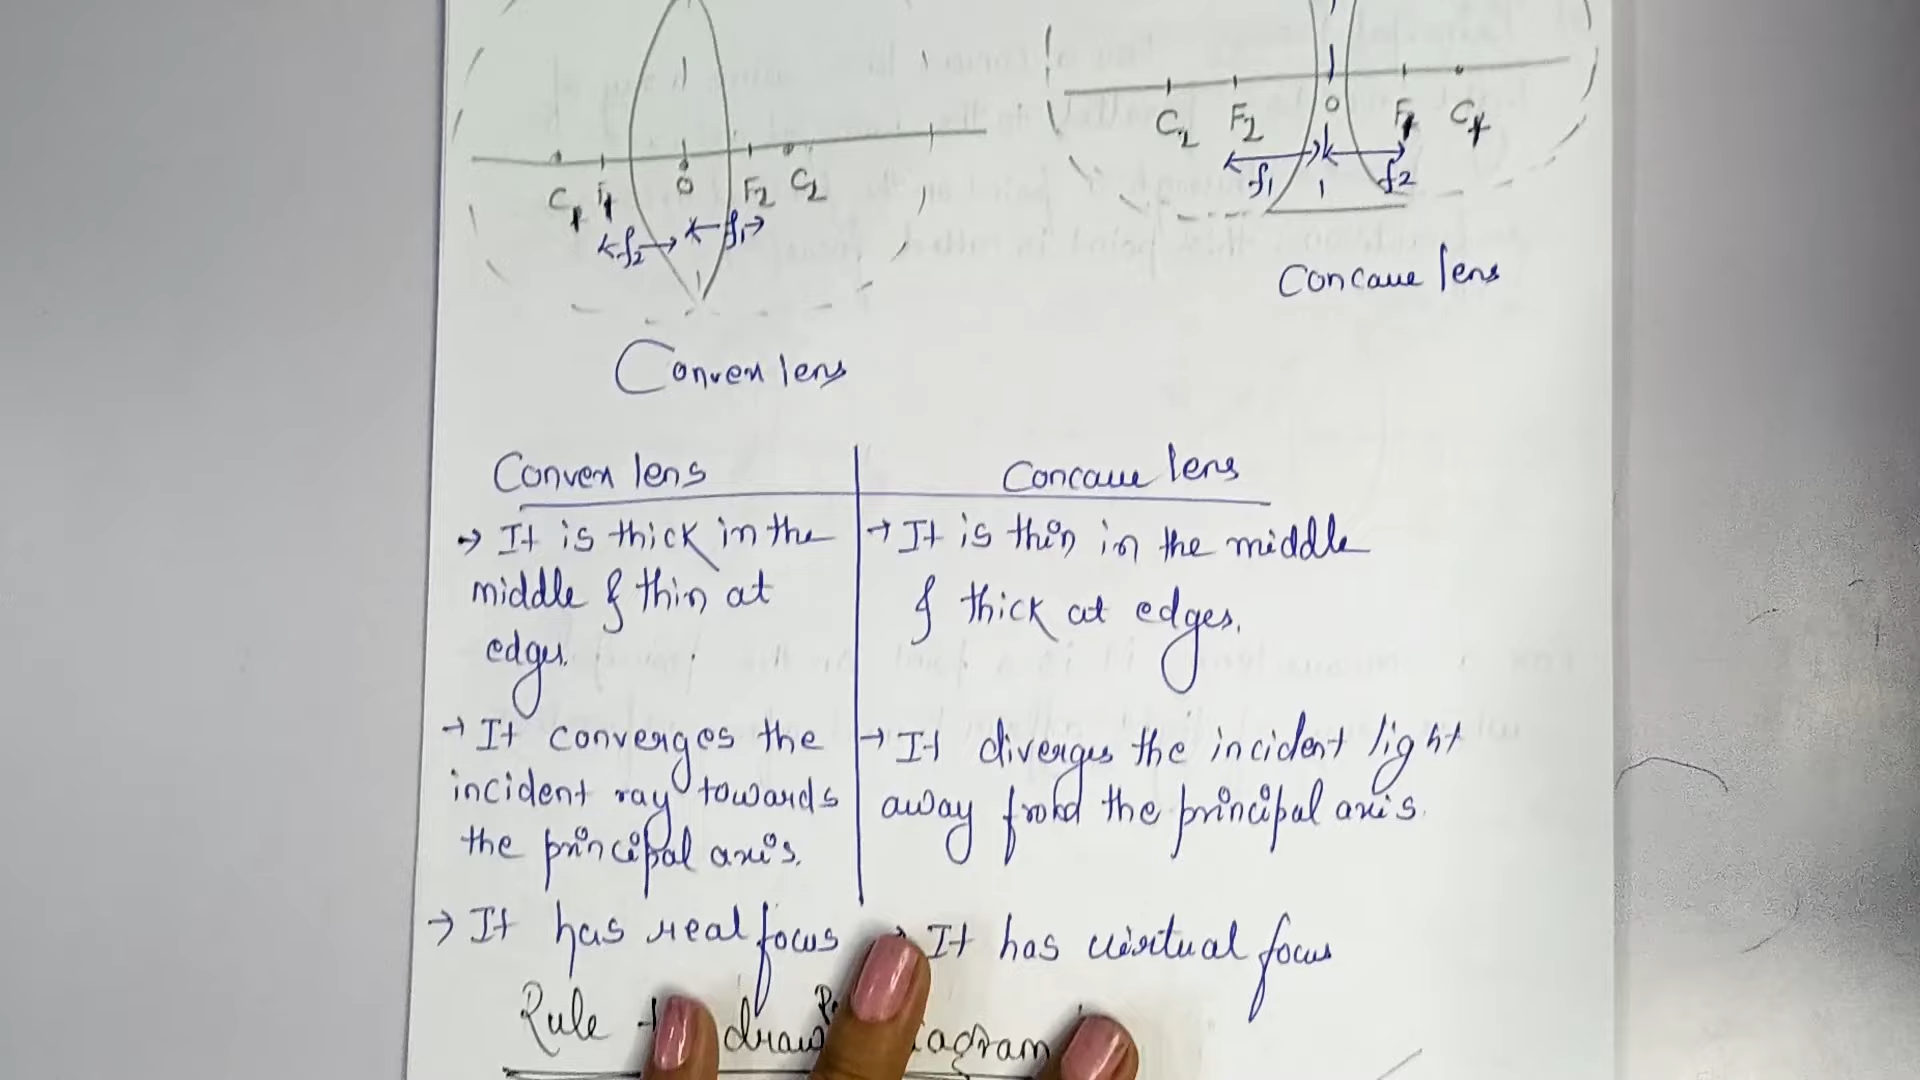 C1 F1 O F2 C2
f2 f1
Convex lens
C2 F2 O F1 C1
f1 f2
Concave lens
Convex lens
→ It is thick in the
middle & thin at
edges.
→ It converges the
incident ray towards
the principal axis.
→ It has real focus
Concave lens
→ It is thin in the middle
& thick at edges.
→ It diverges the incident light
away from the principal axis.
It has virtual focus
Rule draw